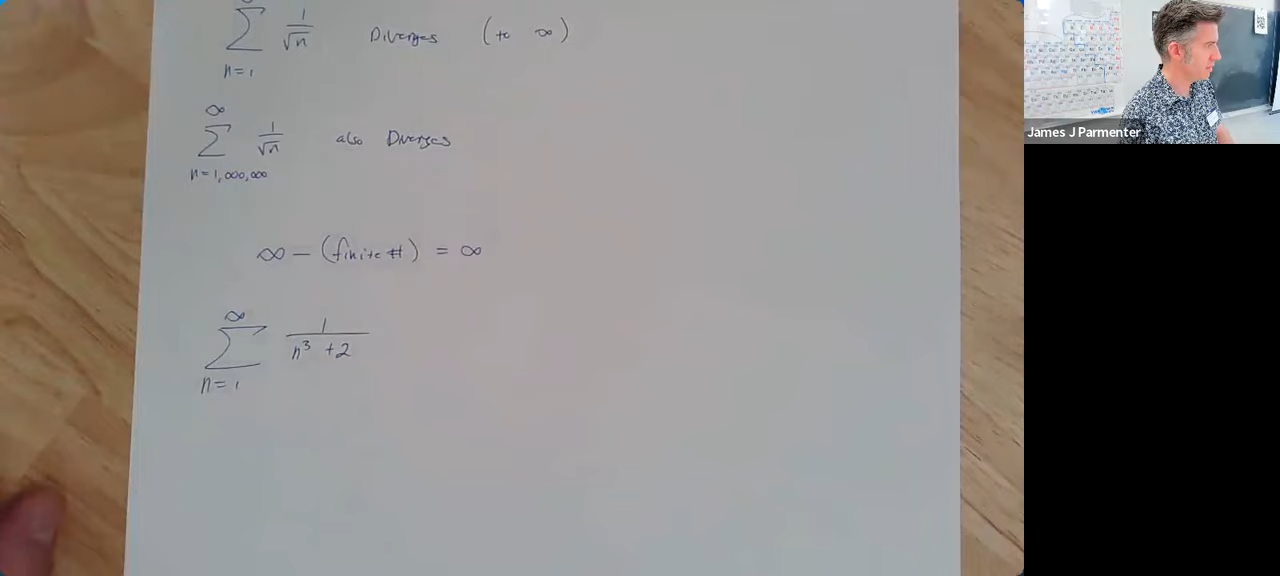 ∞
∑ 1/√n Diverges (to ∞)
n=1
∞
∑ 1/√n also Diverges
n=1,000,000
∞ − (finite #) = ∞
∞
∑ 1/(n³ +2)
n=1
James J Parmenter